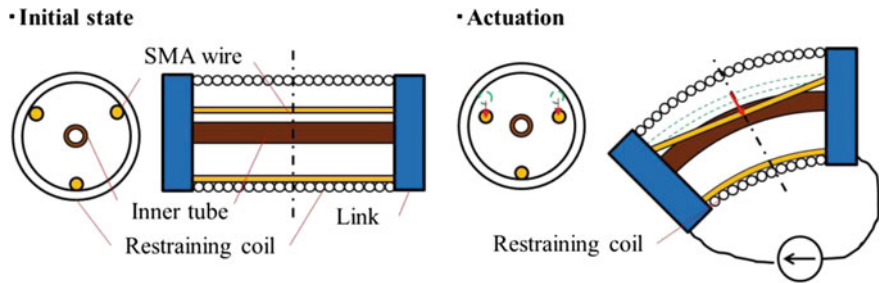 ・Initial state
SMA wire
Inner tube
Restraining coil
Link
・Actuation
Restraining coil